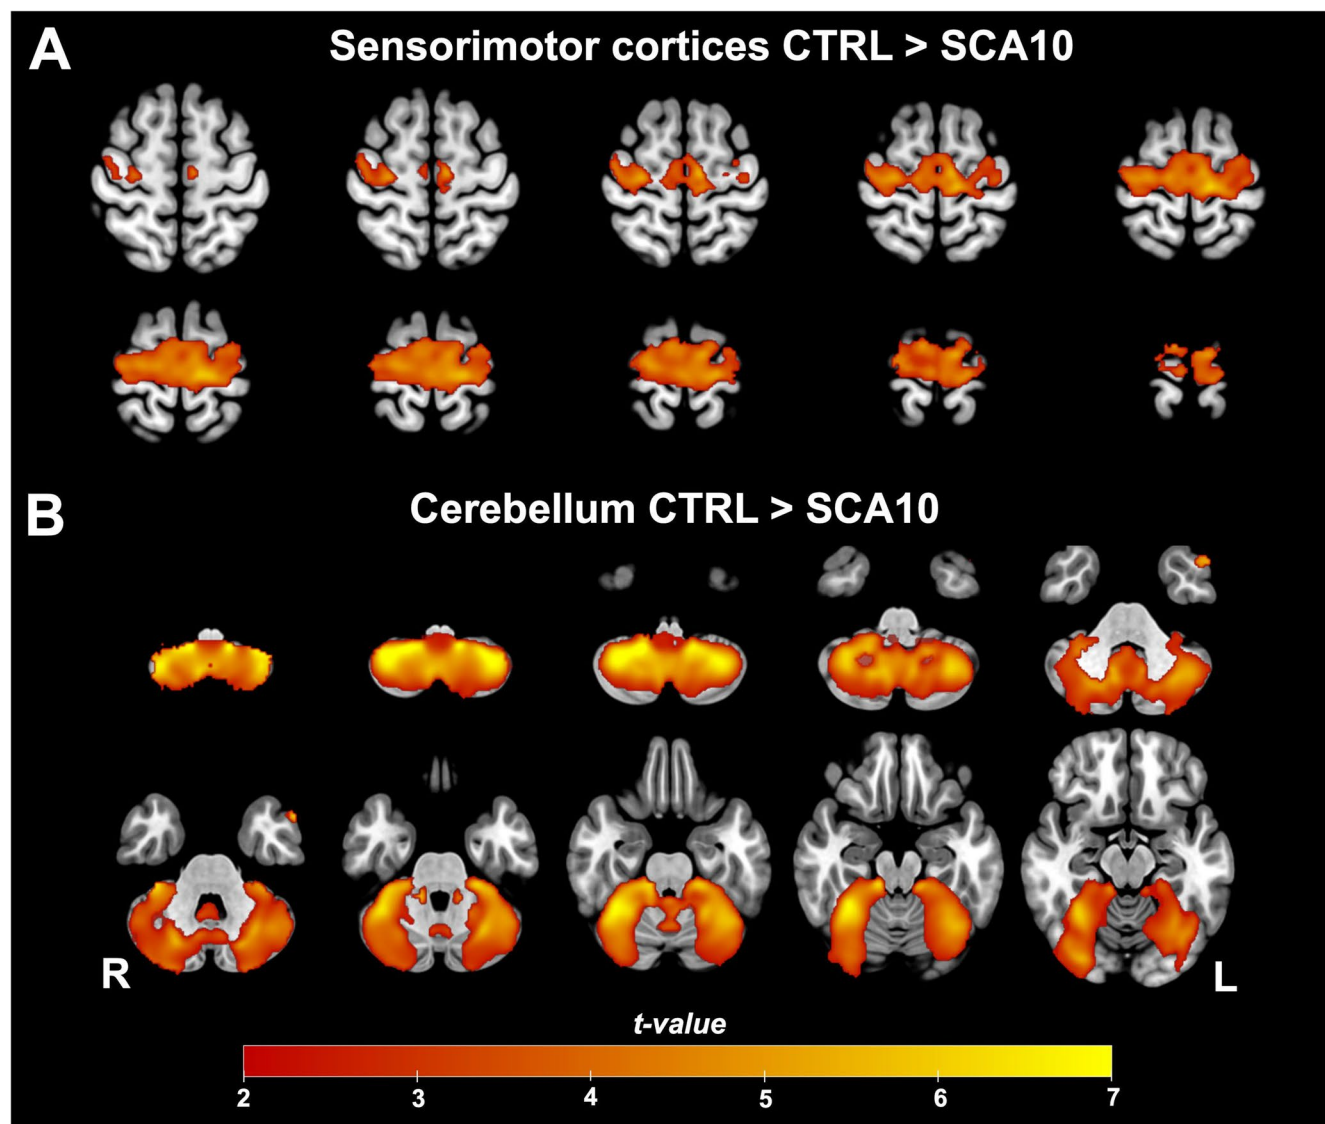 A
Sensorimotor cortices CTRL > SCA10
B
Cerebellum CTRL > SCA10
R
L
t-value
2 3 4 5 6 7